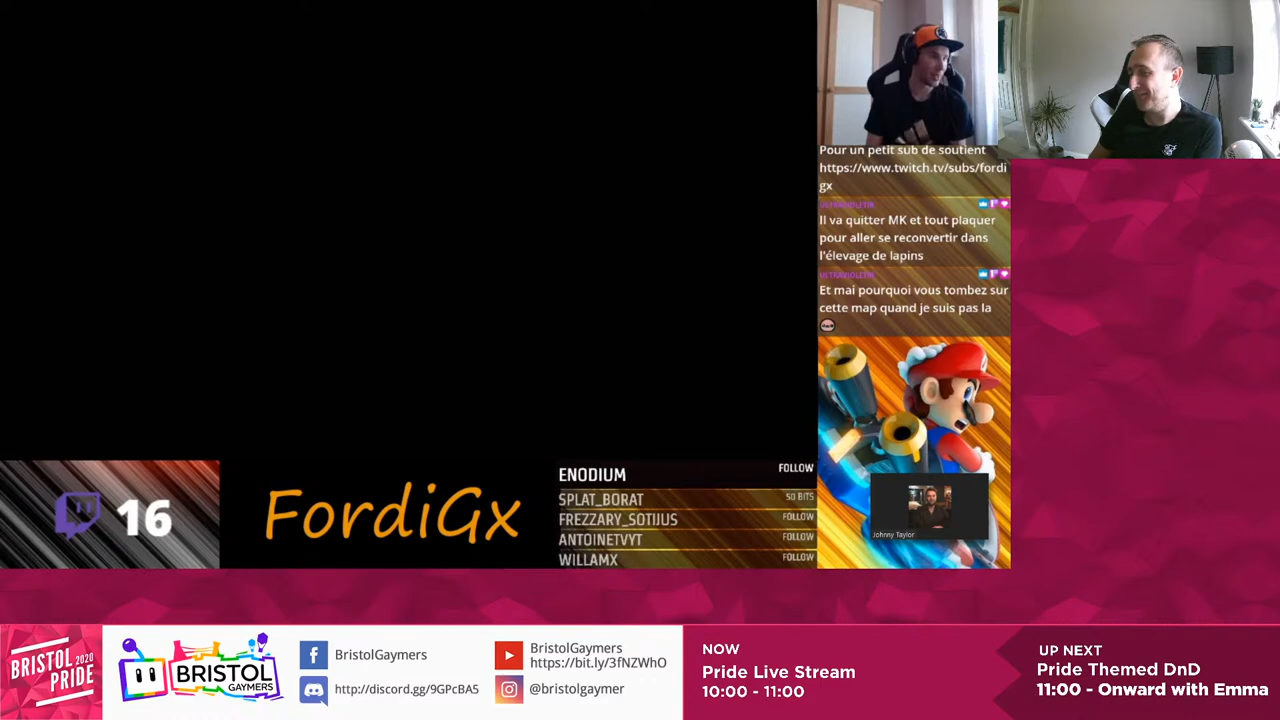 Pour un petit sub de soutient
https://www.twitch.tv/subs/fordi
gx
ULTRAVIOLETIK
Il va quitter MK et tout plaquer
pour aller se reconvertir dans
l'élevage de lapins
ULTRAVIOLETIK
Et mai pourquoi vous tombez sur
cette map quand je suis pas la
16
FordiGx
ENODIUM FOLLOW
SPLAT_BORAT 50 BITS
FREZZARY_SOTIJUS FOLLOW
ANTOINETVYT FOLLOW
WILLAMX FOLLOW
Johnny Taylor
BRISTOL 2020
PRIDE
BRISTOL
GAYMERS
BristolGaymers
http://discord.gg/9GPcBA5
BristolGaymers
https://bit.ly/3fNZWhO
@bristolgaymer
NOW
Pride Live Stream
10:00 - 11:00
UP NEXT
Pride Themed DnD
11:00 - Onward with Emma